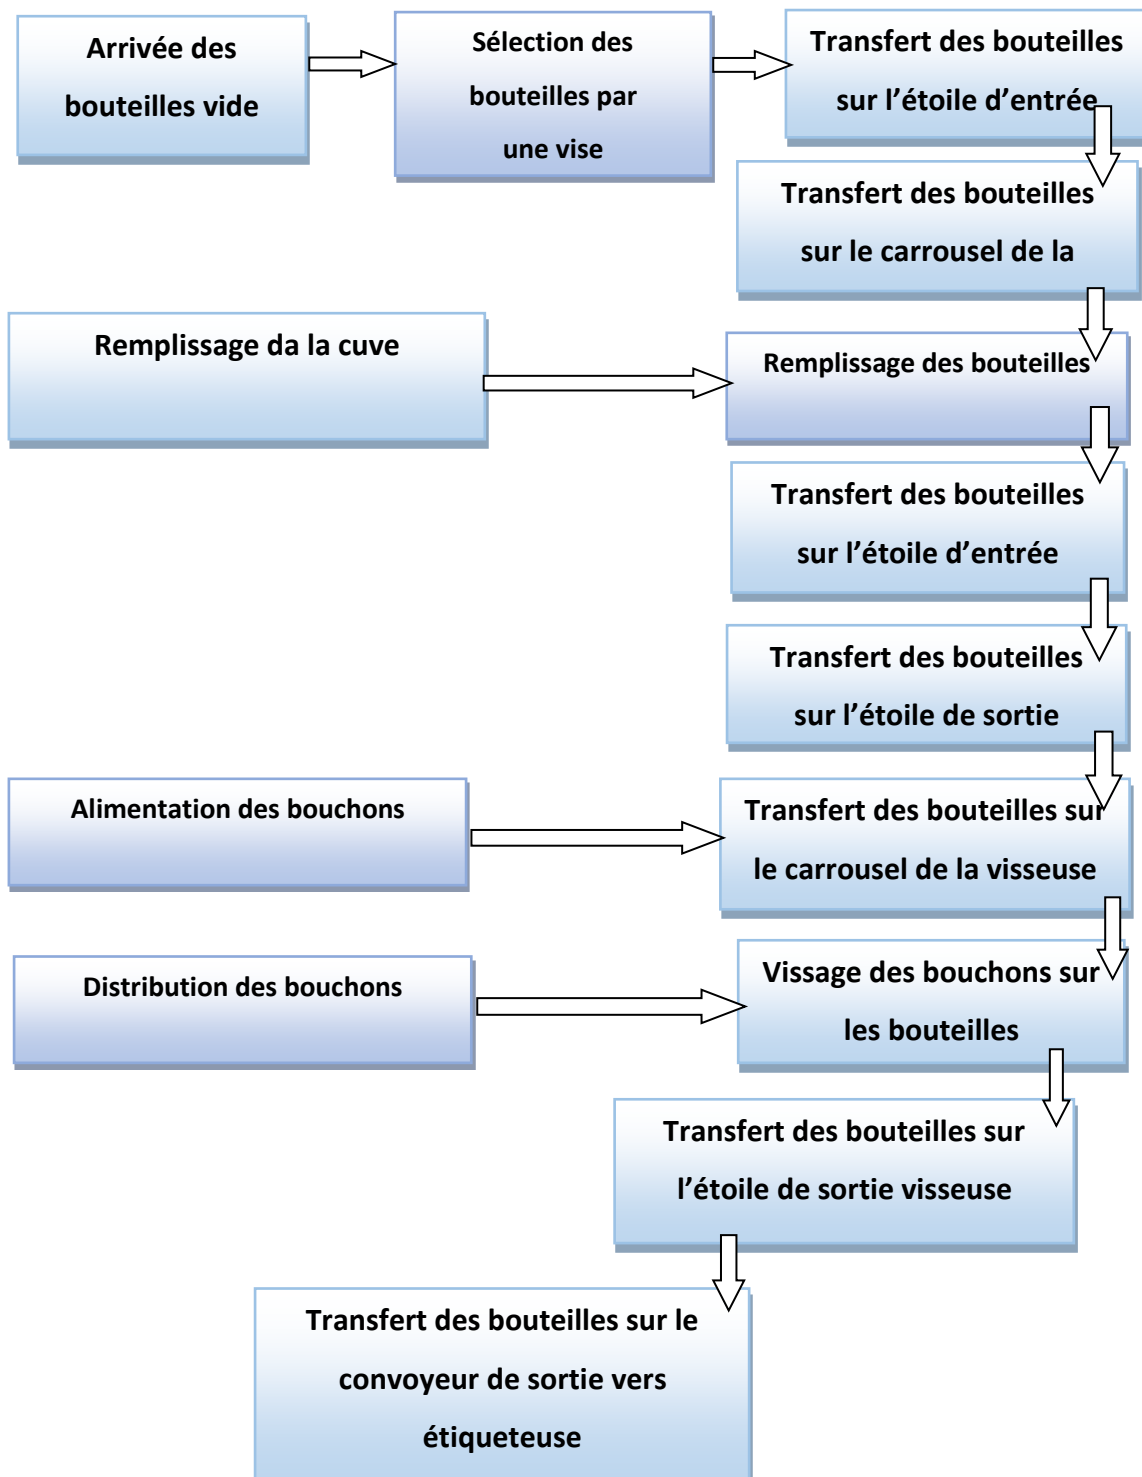 Arrivée des
bouteilles vide
Sélection des
bouteilles par
une vise
Transfert des bouteilles
sur l’étoile d’entrée
Transfert des bouteilles
sur le carrousel de la
Remplissage da la cuve
Remplissage des bouteilles
Transfert des bouteilles
sur l’étoile d’entrée
Transfert des bouteilles
sur l’étoile de sortie
Alimentation des bouchons
Transfert des bouteilles sur
le carrousel de la visseuse
Distribution des bouchons
Vissage des bouchons sur
les bouteilles
Transfert des bouteilles sur
l’étoile de sortie visseuse
Transfert des bouteilles sur le
convoyeur de sortie vers
étiqueteuse